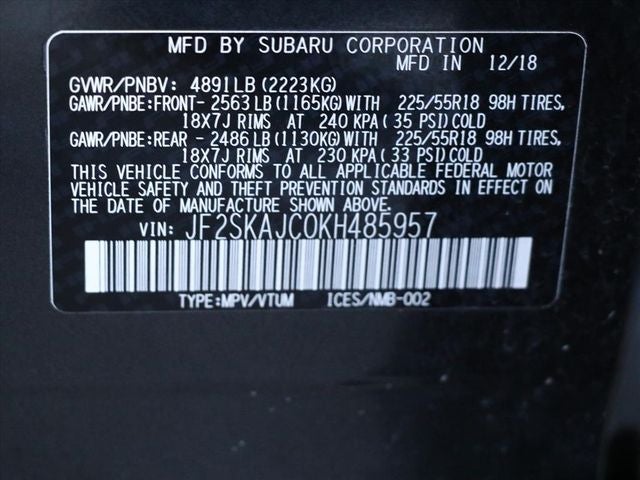 MFD BY SUBARU CORPORATION
MFD IN 12/18
GVWR/PNBV: 4891LB(2223KG)
GAWR/PNBE:FRONT- 2563LB(1165KG)WITH 225/55R18 98H TIRES,
18X7J RIMS AT 240 KPA( 35 PSI)COLD
GAWR/PNBE:REAR - 2486LB(1130KG)WITH 225/55R18 98H TIRES,
18X7J RIMS AT 230 KPA( 33 PSI)COLD
THIS VEHICLE CONFORMS TO ALL APPLICABLE FEDERAL MOTOR
VEHICLE SAFETY AND THEFT PREVENTION STANDARDS IN EFFECT ON
THE DATE OF MANUFACTURE SHOWN ABOVE.
VIN: JF2SKAJC0KH485957
TYPE:MPV/VTUM ICES/NMB-002